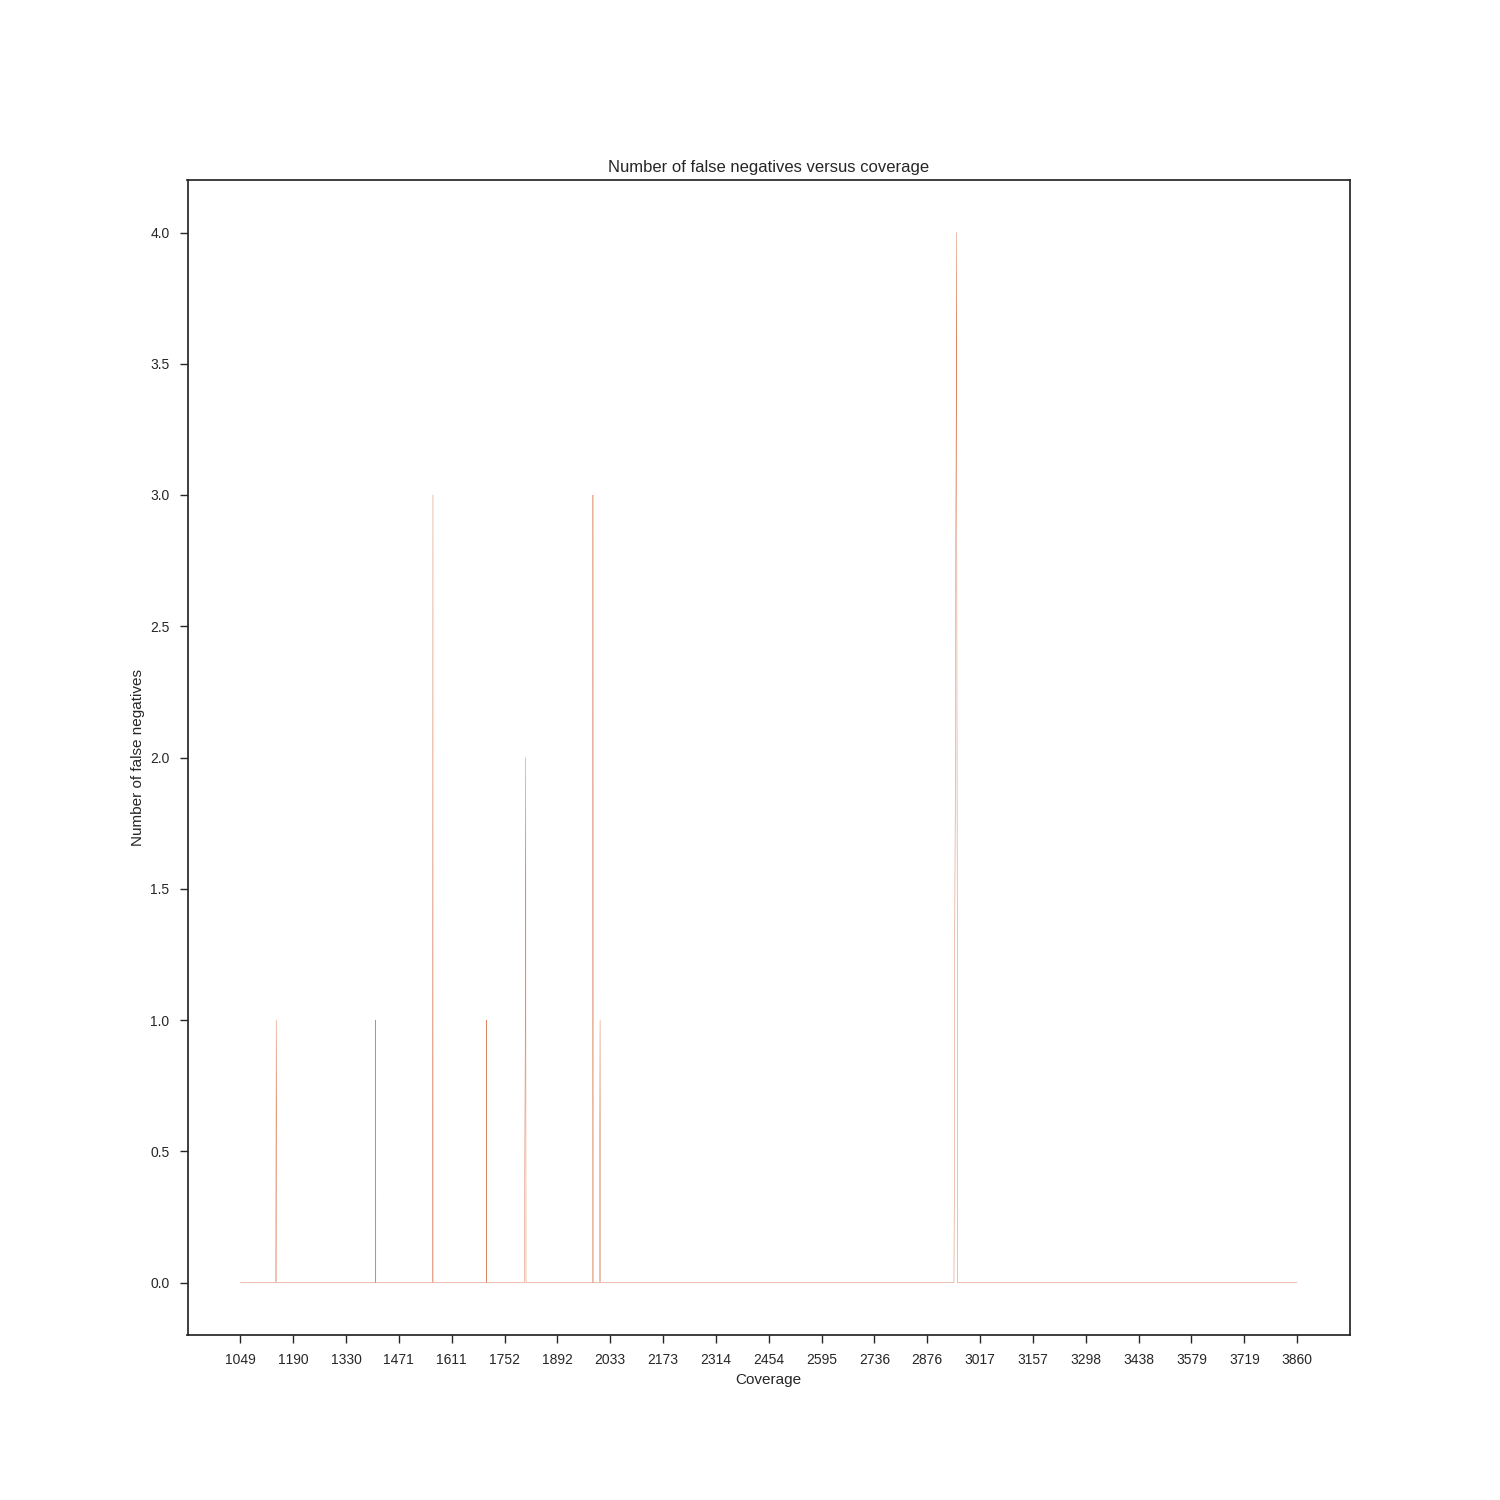 Number of false negatives versus coverage
4.0
3.5
3.0
2.5
2.0
1.5
1.0
0.5
0.0
Number of false negatives
1049 1190 1330 1471 1611 1752 1892 2033 2173 2314 2454 2595 2736 2876 3017 3157 3298 3438 3579 3719 3860
Coverage